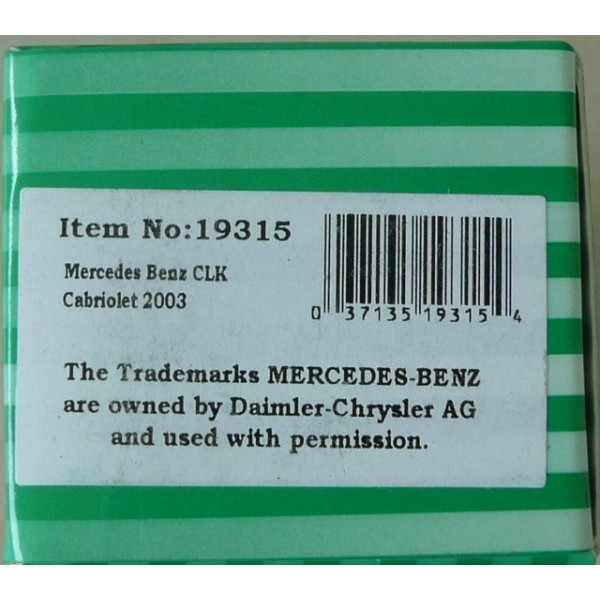 Item No:19315
Mercedes Benz CLK
Cabriolet 2003
0 37135 19315 4
The Trademarks MERCEDES-BENZ
are owned by Daimler-Chrysler AG
and used with permission.